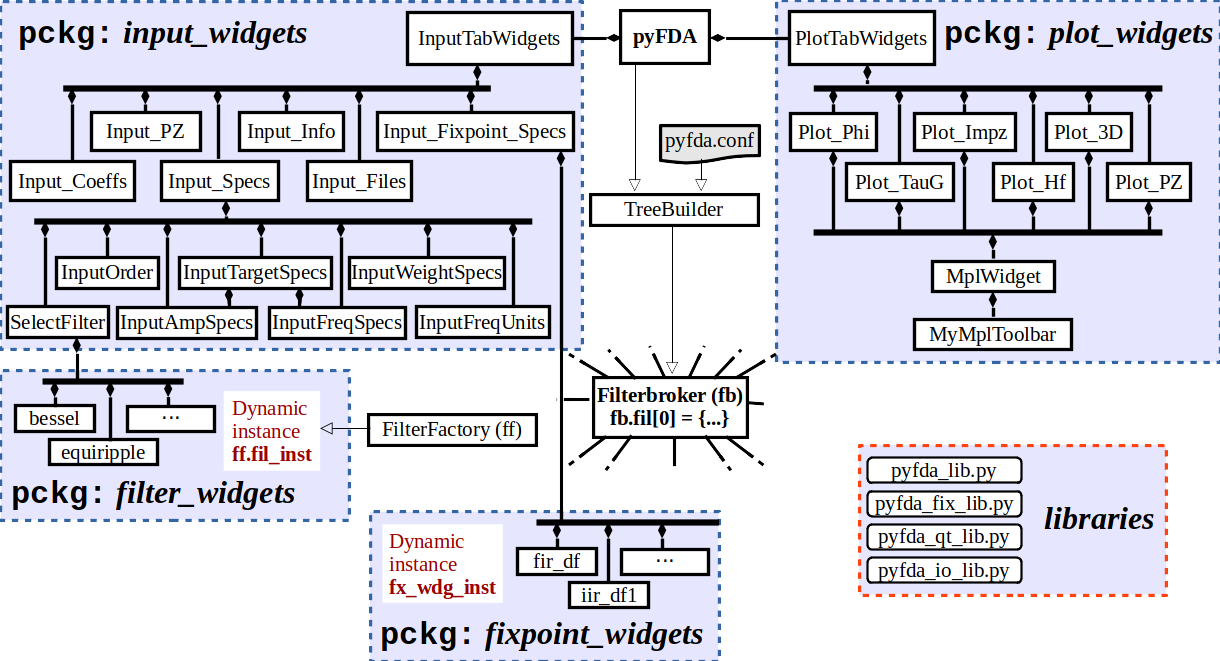 pckg: input_widgets
InputTabWidgets
pyFDA
PlotTabWidgets
pckg: plot_widgets
Input_PZ
Input_Info
Input_Fixpoint_Specs
Input_Coeffs
Input_Specs
Input_Files
pyfda.conf
TreeBuilder
Plot_Phi
Plot_Impz
Plot_3D
Plot_TauG
Plot_Hf
Plot_PZ
InputOrder
InputTargetSpecs
InputWeightSpecs
SelectFilter
InputAmpSpecs
InputFreqSpecs
InputFreqUnits
MplWidget
MyMplToolbar
bessel
...
equiripple
Dynamic
instance
ff.fil_inst
pckg: filter_widgets
FilterFactory (ff)
Filterbroker (fb)
fb.fil[0] = {...}
Dynamic
instance
fx_wdg_inst
fir_df
...
iir_df1
pckg: fixpoint_widgets
pyfda_lib.py
pyfda_fix_lib.py
pyfda_qt_lib.py
pyfda_io_lib.py
libraries